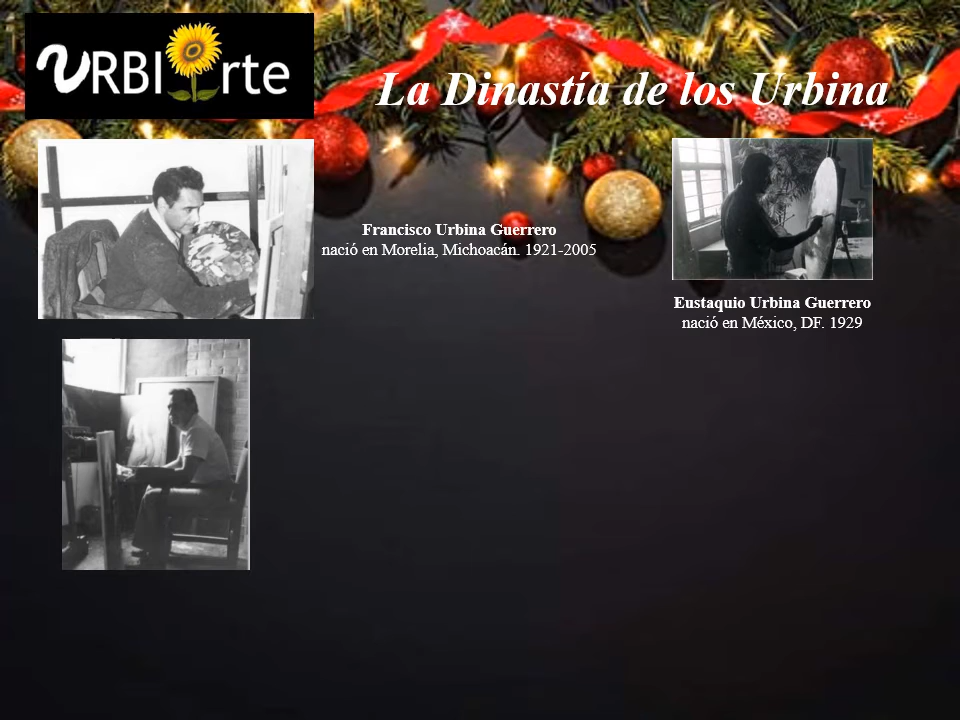 URBIArte
La Dinastía de los Urbina
Francisco Urbina Guerrero
nació en Morelia, Michoacán. 1921-2005
Eustaquio Urbina Guerrero
nació en México, DF. 1929